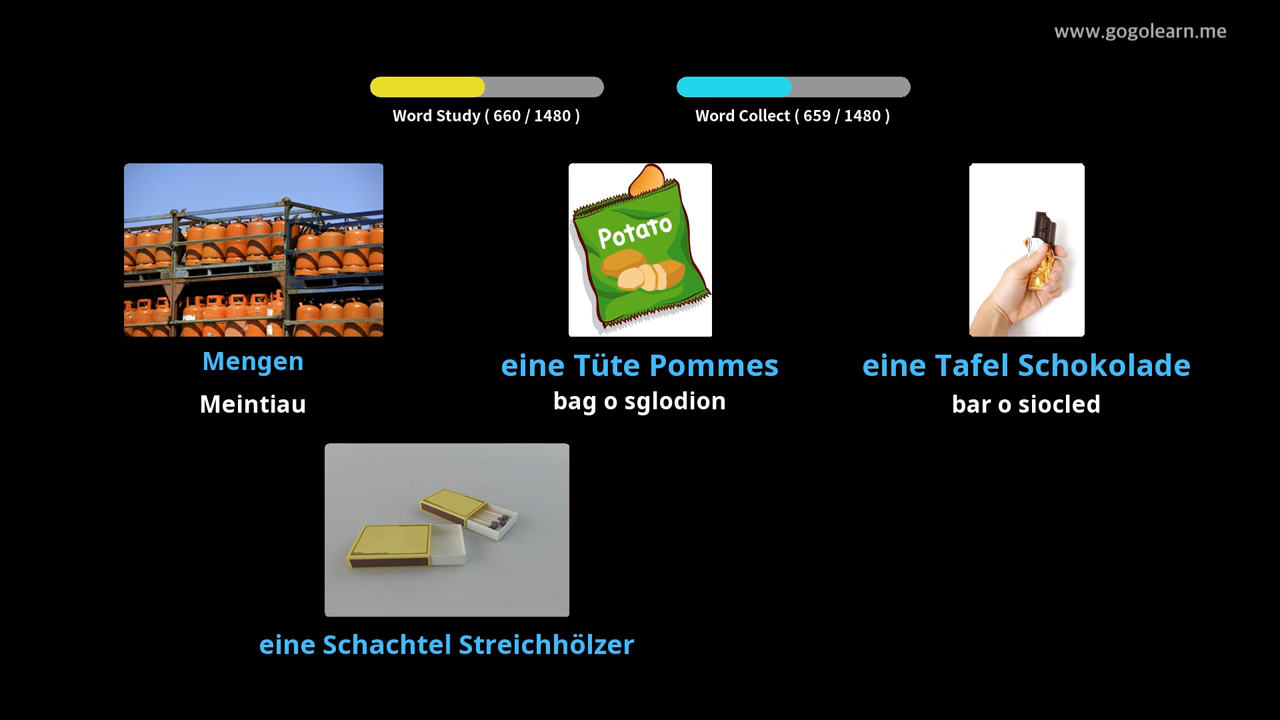 www.gogolearn.me
Word Study ( 660 / 1480 )
Word Collect ( 659 / 1480 )
Potato
Mengen
Meintiau
eine Tüte Pommes
bag o sglodion
eine Tafel Schokolade
bar o siocled
eine Schachtel Streichhölzer